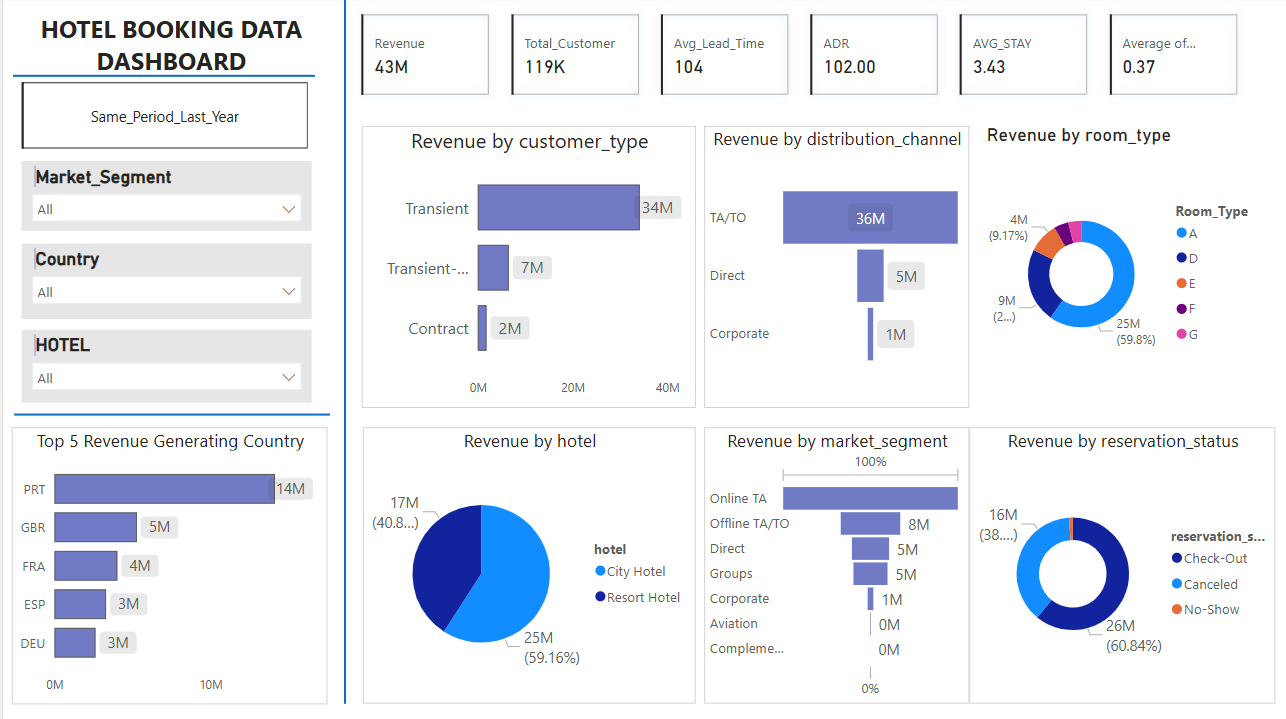 HOTEL BOOKING DATA
DASHBOARD
Same_Period_Last_Year
Market_Segment
All
Country
All
HOTEL
All
Top 5 Revenue Generating Country
PRT
14M
GBR
5M
FRA
4M
ESP
3M
DEU
3M
0M
10M
Revenue
43M
Total_Customer
119K
Avg_Lead_Time
104
ADR
102.00
AVG_STAY
3.43
Average of...
0.37
Revenue by customer_type
Transient
34M
Transient-...
7M
Contract
2M
0M
20M
40M
Revenue by distribution_channel
TA/TO
36M
Direct
5M
Corporate
1M
Revenue by room_type
4M
(9.17%)
9M
(2...)
25M
(59.8%)
Room_Type
A
D
E
F
G
Revenue by hotel
17M
(40.8...)
25M
(59.16%)
hotel
City Hotel
Resort Hotel
Revenue by market_segment
100%
Online TA
Offline TA/TO
8M
Direct
5M
Groups
5M
Corporate
1M
Aviation
0M
Compleme...
0M
0%
Revenue by reservation_status
16M
(38....)
26M
(60.84%)
reservation_s...
Check-Out
Canceled
No-Show